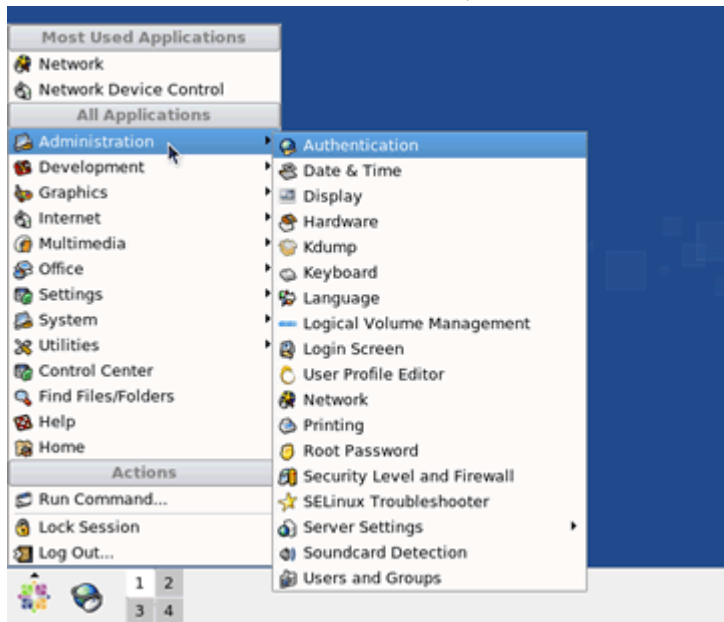 Most Used Applications
Network
Network Device Control
All Applications
Administration
Development
Graphics
Internet
Multimedia
Office
Settings
System
Utilities
Control Center
Find Files/Folders
Help
Home
Actions
Run Command...
Lock Session
Log Out...
Authentication
Date & Time
Display
Hardware
Kdump
Keyboard
Language
Logical Volume Management
Login Screen
User Profile Editor
Network
Printing
Root Password
Security Level and Firewall
SELinux Troubleshooter
Server Settings
Soundcard Detection
Users and Groups
1 2
3 4